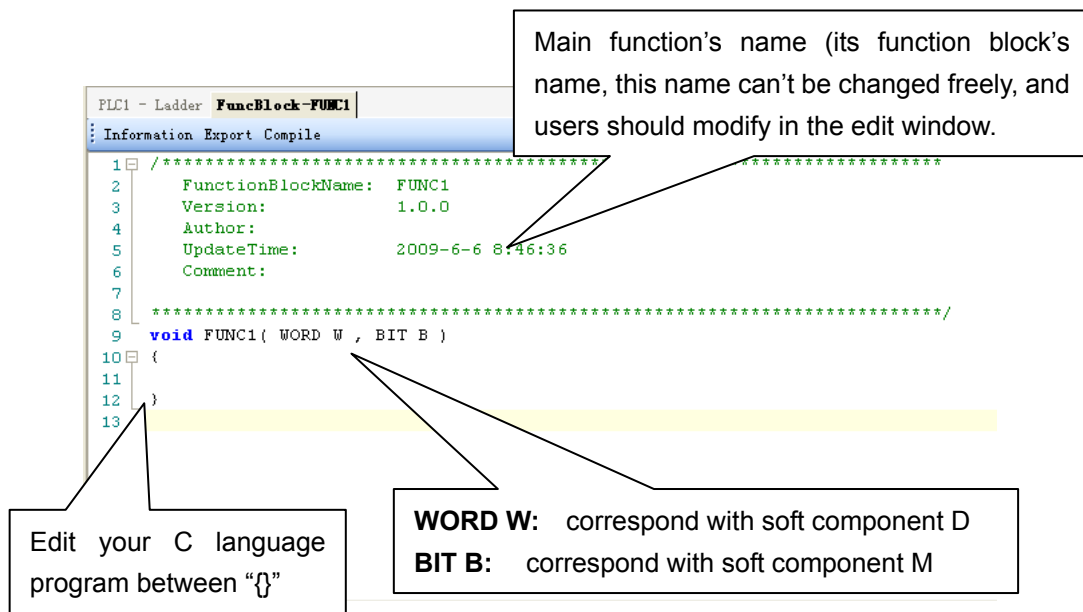 Main function's name (its function block's
name, this name can't be changed freely, and
users should modify in the edit window.
PLC1 - Ladder FuncBlock-FUNC1
Information Export Compile
1 /*************************************************************************
2 FunctionBlockName: FUNC1
3 Version: 1.0.0
4 Author:
5 UpdateTime: 2009-6-6 8:46:36
6 Comment:
7
8 *************************************************************************/
9 void FUNC1( WORD W , BIT B )
10 {
11
12 }
13
Edit your C language
program between “{}”
WORD W: correspond with soft component D
BIT B: correspond with soft component M